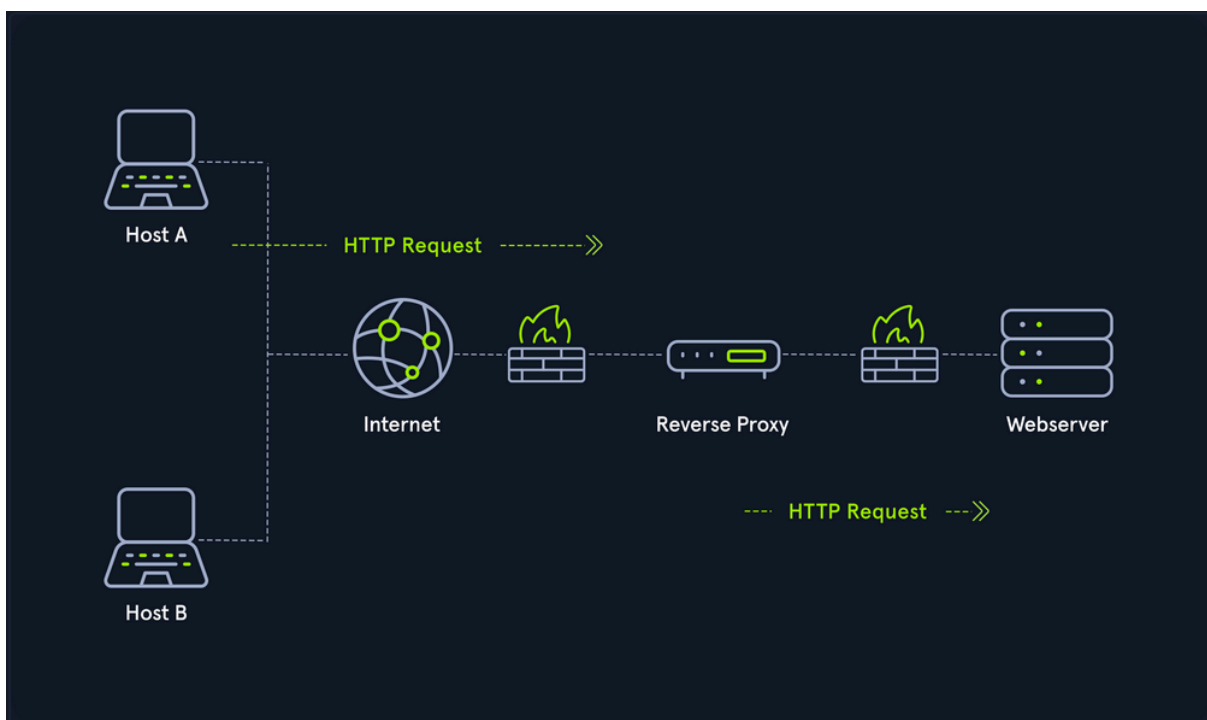 Host A
HTTP Request
Internet
Reverse Proxy
Webserver
HTTP Request
Host B